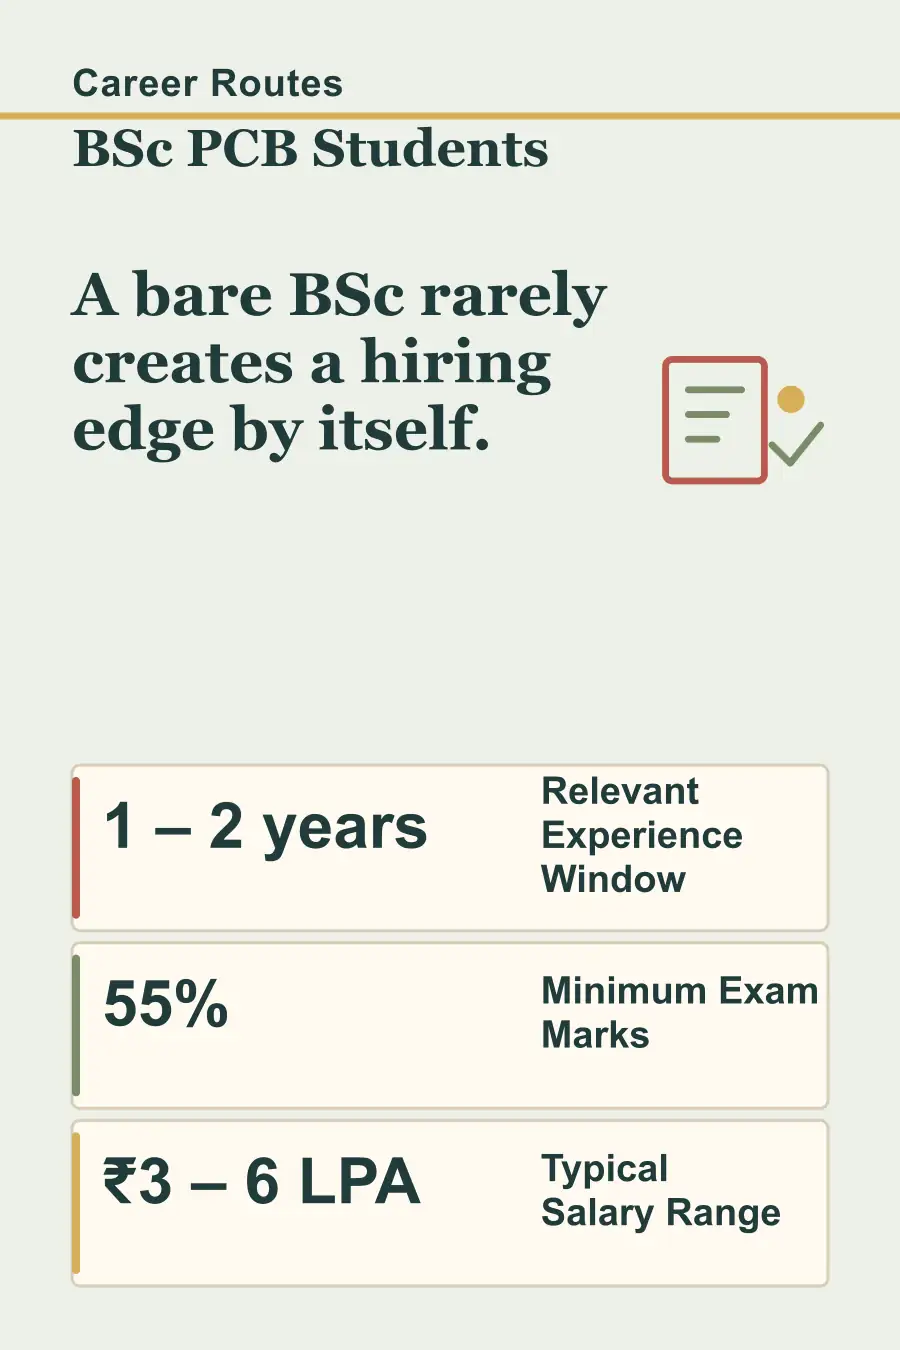 Career Routes
BSc PCB Students
A bare BSc rarely
creates a hiring
edge by itself.
1 – 2 years
Relevant
Experience
Window
55%
Minimum Exam
Marks
₹3 – 6 LPA
Typical
Salary Range